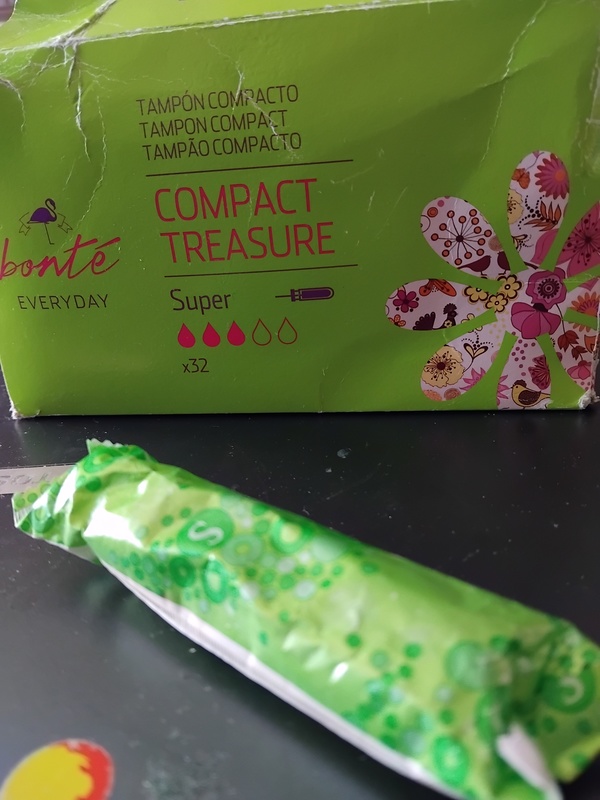 TAMPÓN COMPACTO
TAMPON COMPACT
TAMPÃO COMPACTO
COMPACT
TREASURE
bonté
EVERYDAY
Super
x32
S